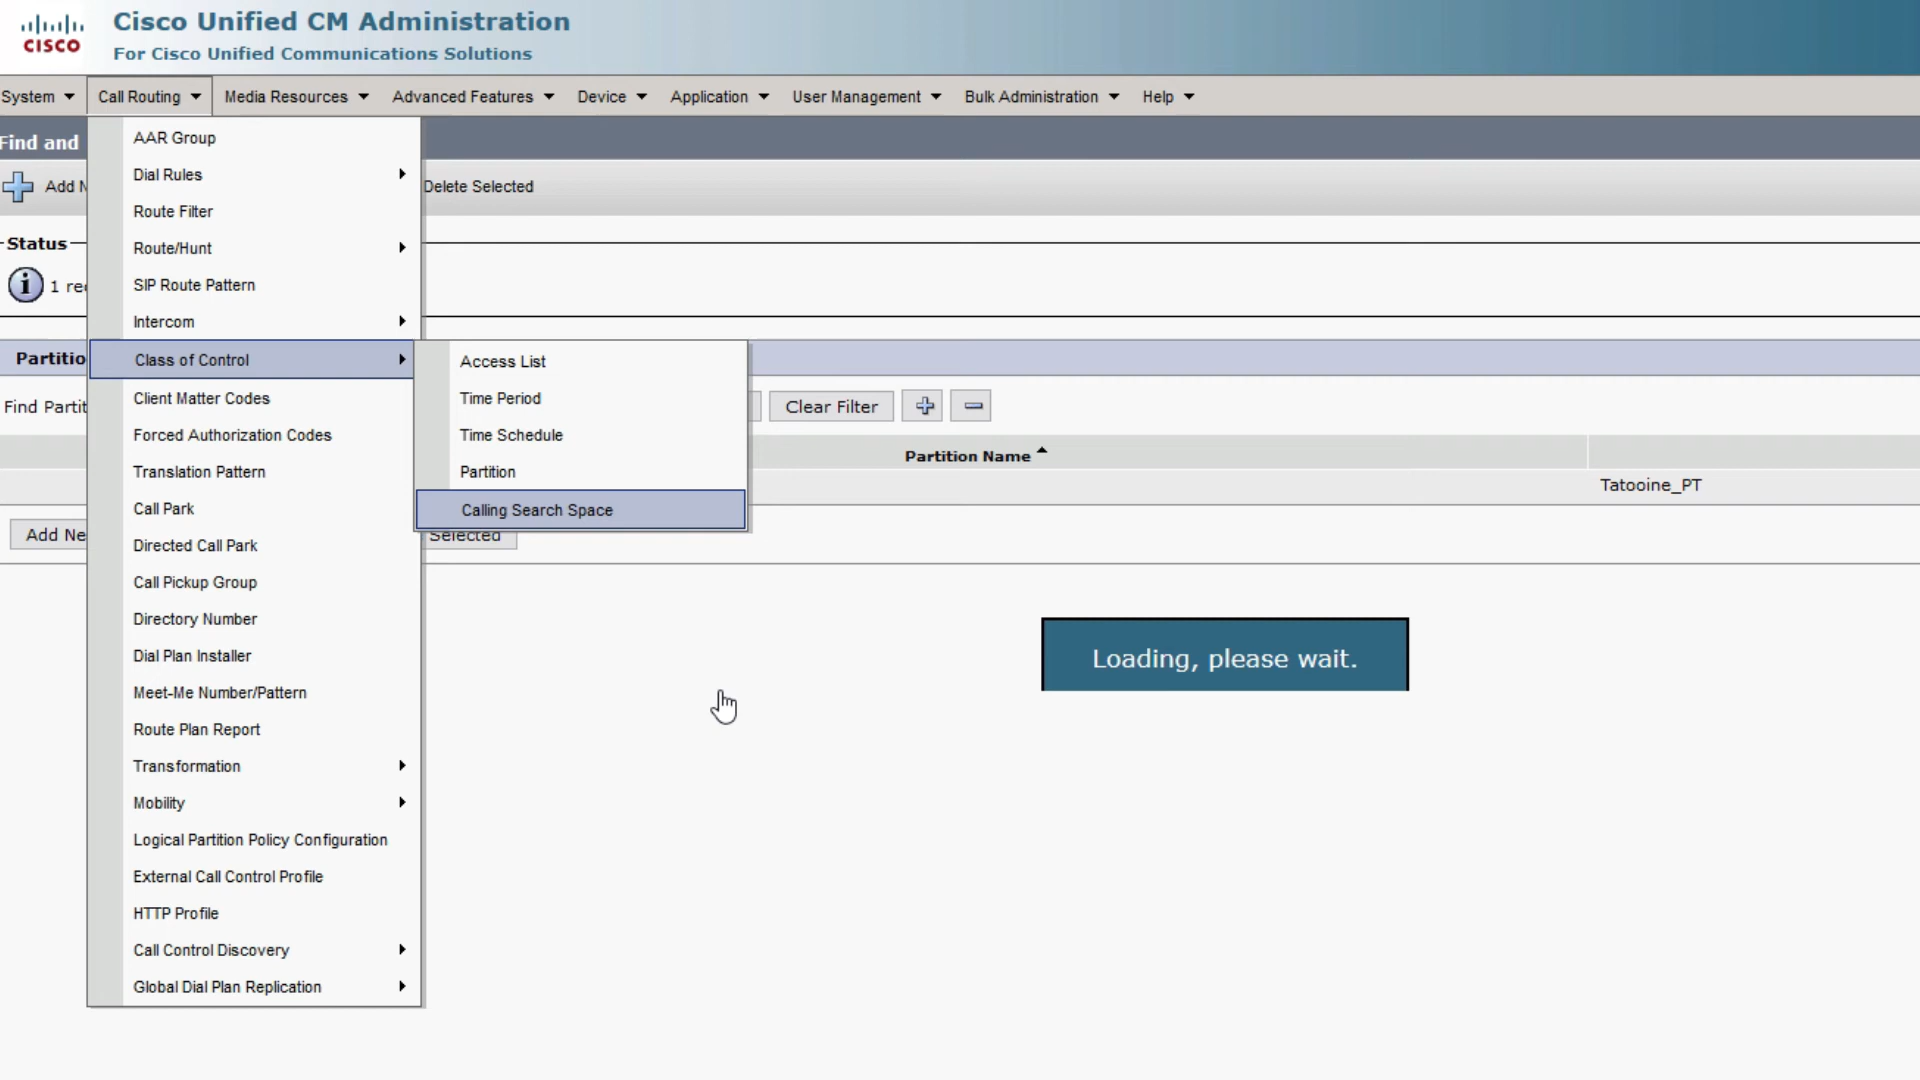 CISCO
Cisco Unified CM Administration
For Cisco Unified Communications Solutions
System Call Routing Media Resources Advanced Features Device Application User Management Bulk Administration Help
Find and
Add N
Delete Selected
Status
1 rec
Partitio
Find Partit
Clear Filter
Partition Name
Tatooine_PT
Add Ne
Selected
AAR Group
Dial Rules
Route Filter
Route/Hunt
SIP Route Pattern
Intercom
Class of Control
Client Matter Codes
Forced Authorization Codes
Translation Pattern
Call Park
Directed Call Park
Call Pickup Group
Directory Number
Dial Plan Installer
Meet-Me Number/Pattern
Route Plan Report
Transformation
Mobility
Logical Partition Policy Configuration
External Call Control Profile
HTTP Profile
Call Control Discovery
Global Dial Plan Replication
Access List
Time Period
Time Schedule
Partition
Calling Search Space
Loading, please wait.